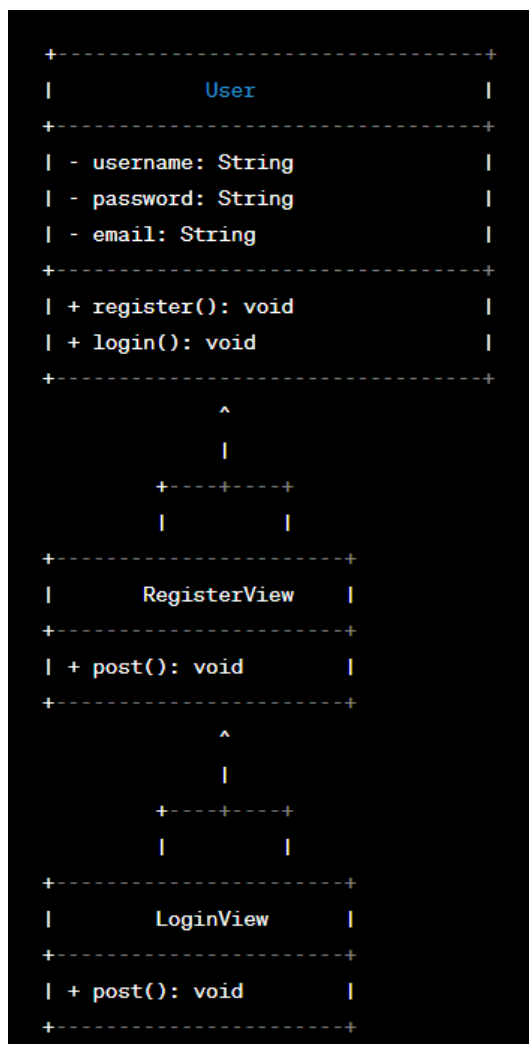 +----------------------------------+
|            User                  |
+----------------------------------+
| - username: String               |
| - password: String               |
| - email: String                  |
+----------------------------------+
| + register(): void               |
| + login(): void                  |
+----------------------------------+
              ^
              |
         +----+----+
         |         |
+-----------------------+
|       RegisterView    |
+-----------------------+
| + post(): void        |
+-----------------------+
              ^
              |
         +----+----+
         |         |
+-----------------------+
|        LoginView      |
+-----------------------+
| + post(): void        |
+-----------------------+